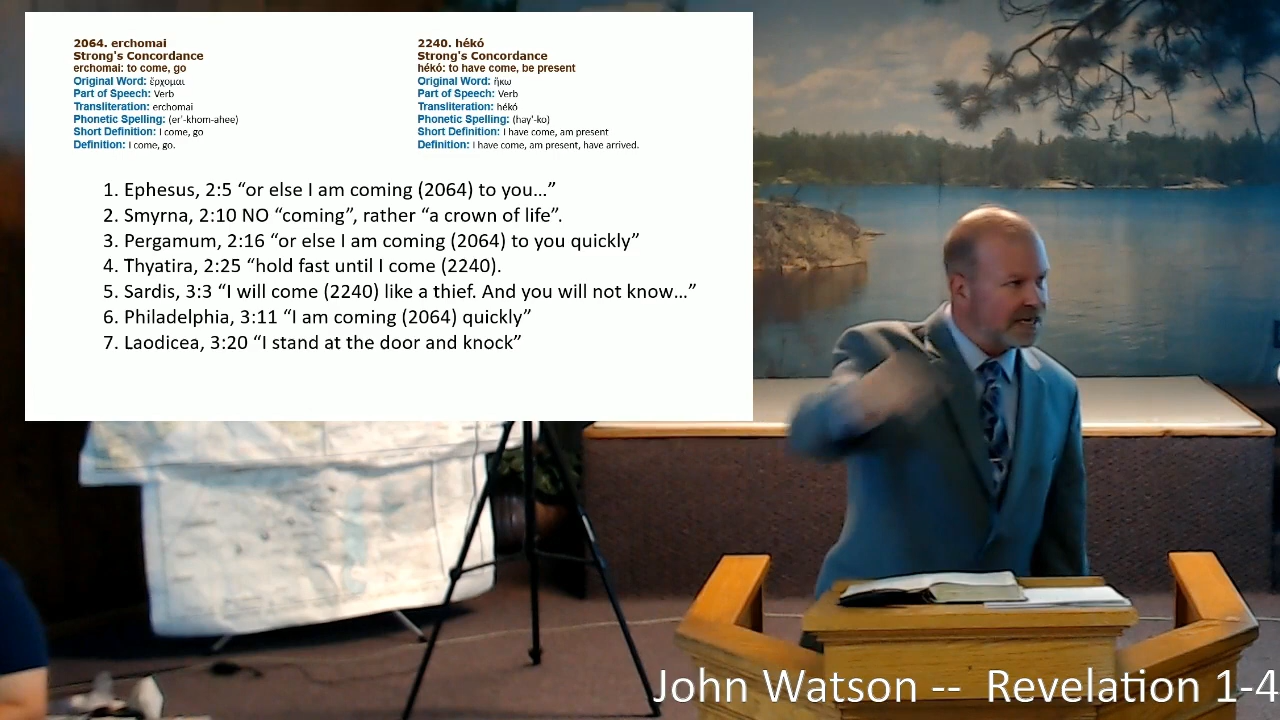 2064. erchomai
Strong's Concordance
erchomai: to come, go
Original Word: ἔρχομαι
Part of Speech: Verb
Transliteration: erchomai
Phonetic Spelling: (er'-khom-ahee)
Short Definition: I come, go
Definition: I come, go.
2240. hékó
Strong's Concordance
hékó: to have come, be present
Original Word: ἥκω
Part of Speech: Verb
Transliteration: hékó
Phonetic Spelling: (hay'-ko)
Short Definition: I have come, am present
Definition: I have come, am present, have arrived.
1. Ephesus, 2:5 “or else I am coming (2064) to you…”
2. Smyrna, 2:10 NO “coming”, rather “a crown of life”.
3. Pergamum, 2:16 “or else I am coming (2064) to you quickly”
4. Thyatira, 2:25 “hold fast until I come (2240).
5. Sardis, 3:3 “I will come (2240) like a thief. And you will not know…”
6. Philadelphia, 3:11 “I am coming (2064) quickly”
7. Laodicea, 3:20 “I stand at the door and knock”
John Watson -- Revelation 1-4